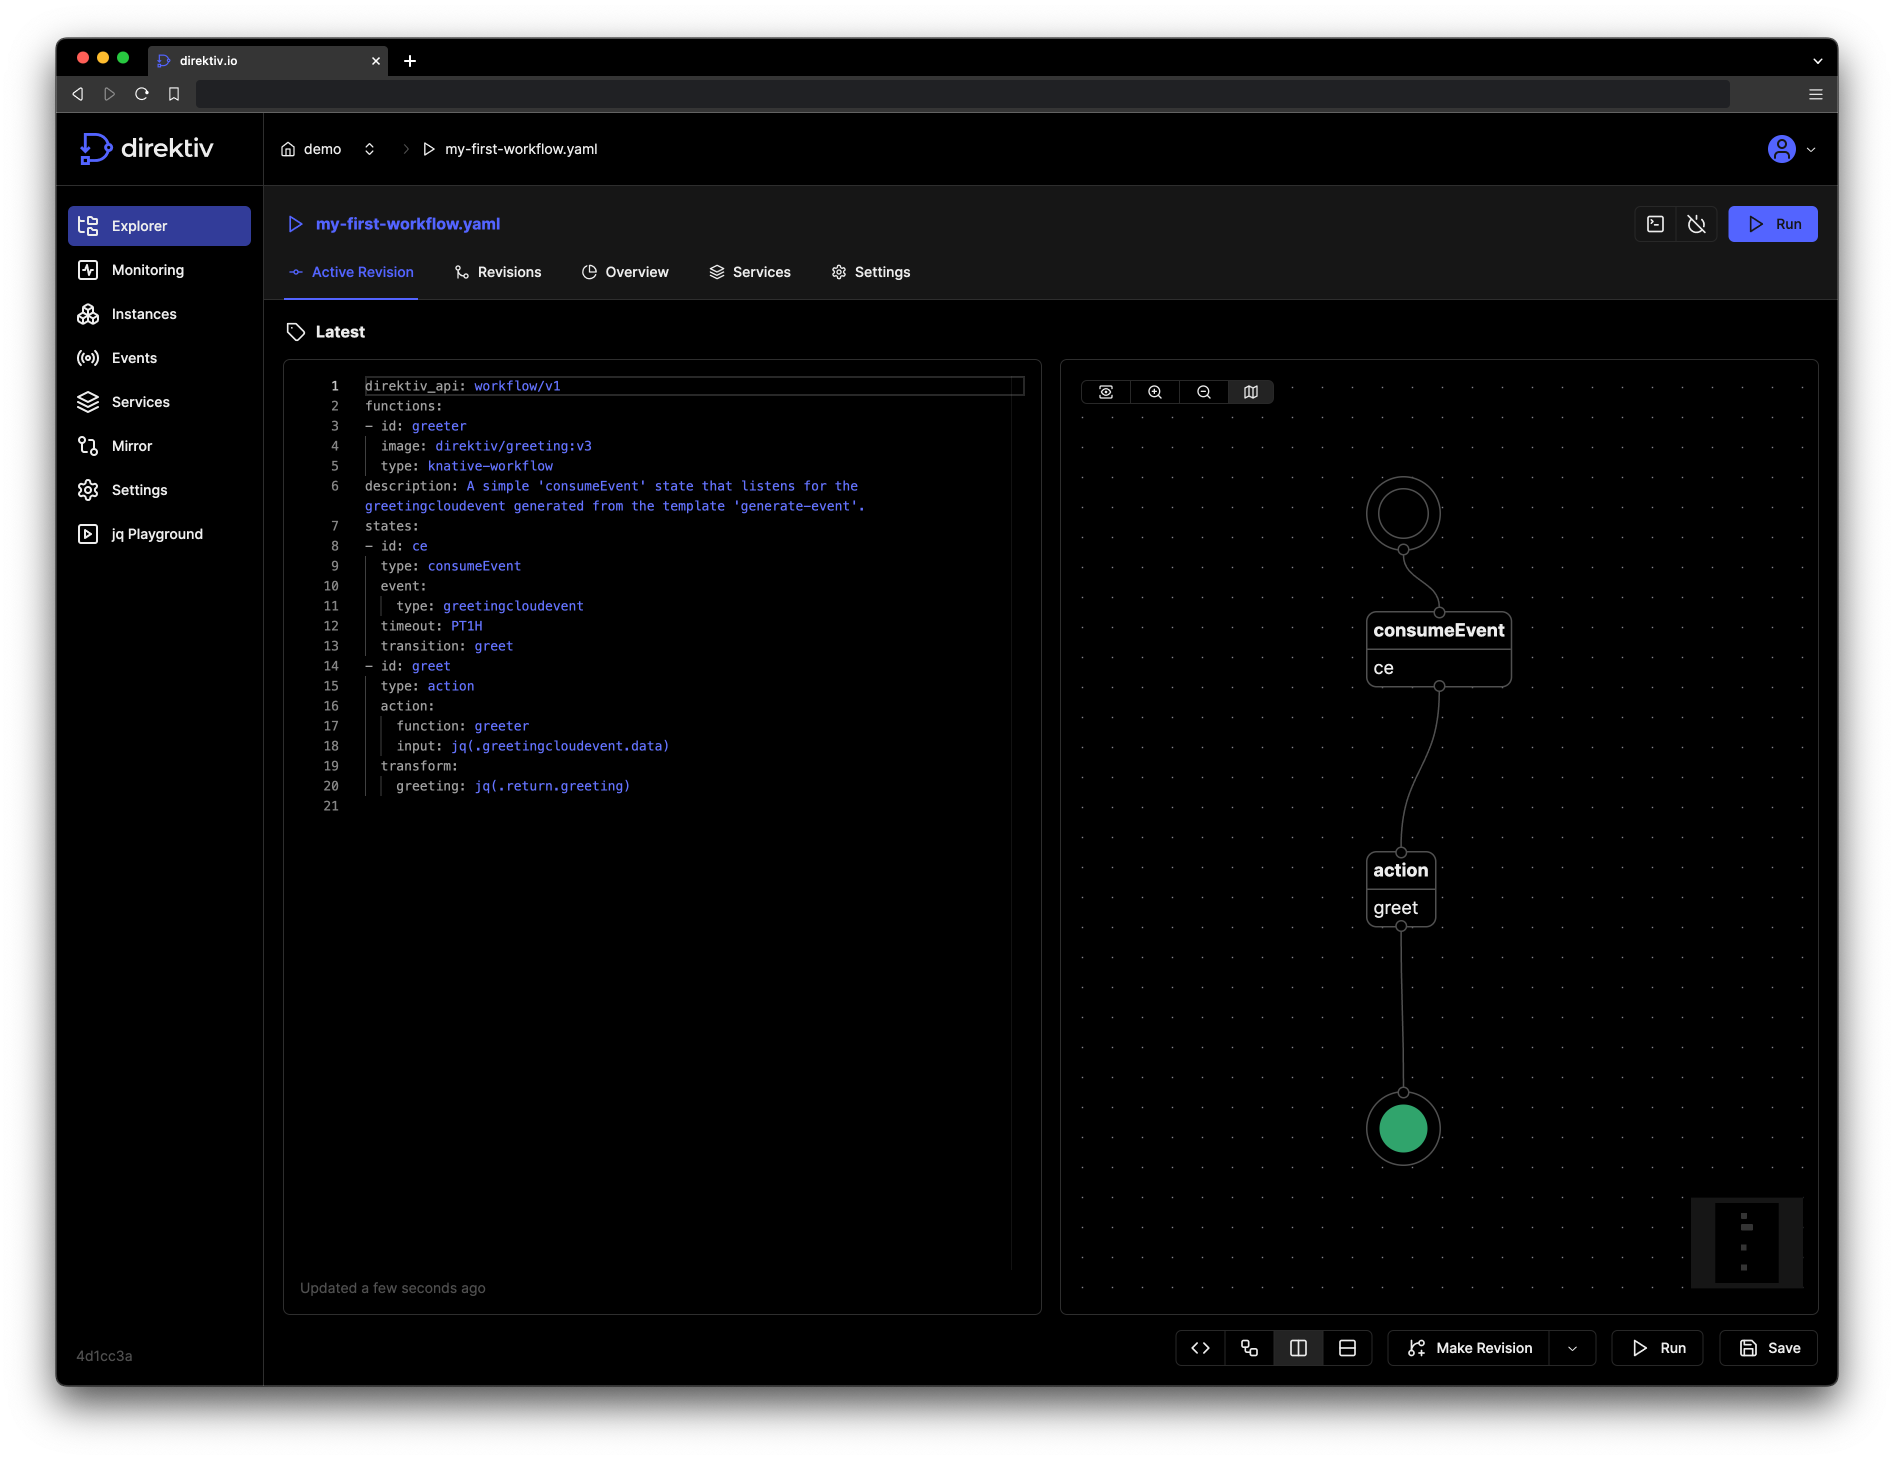 direktiv.io
direktiv
demo
my-first-workflow.yaml
Explorer
Monitoring
Instances
Events
Services
Mirror
Settings
jq Playground
4d1cc3a
my-first-workflow.yaml
Run
Active Revision
Revisions
Overview
Services
Settings
Latest
1 direktiv_api: workflow/v1
2 functions:
3 - id: greeter
4 image: direktiv/greeting:v3
5 type: knative-workflow
6 description: A simple 'consumeEvent' state that listens for the
greetingcloudevent generated from the template 'generate-event'.
7 states:
8 - id: ce
9 type: consumeEvent
10 event:
11 type: greetingcloudevent
12 timeout: PT1H
13 transition: greet
14 - id: greet
15 type: action
16 action:
17 function: greeter
18 input: jq(.greetingcloudevent.data)
19 transform:
20 greeting: jq(.return.greeting)
21
Updated a few seconds ago
consumeEvent
ce
action
greet
Make Revision
Run
Save